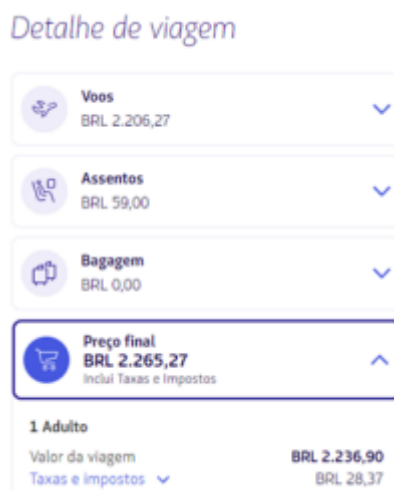 Detalhe de viagem
Voos
BRL 2.206,27
Assentos
BRL 59,00
Bagagem
BRL 0,00
Preço final
BRL 2.265,27
Inclui Taxas e Impostos
1 Adulto
Valor da viagem BRL 2.236,90
Taxas e impostos BRL 28,37